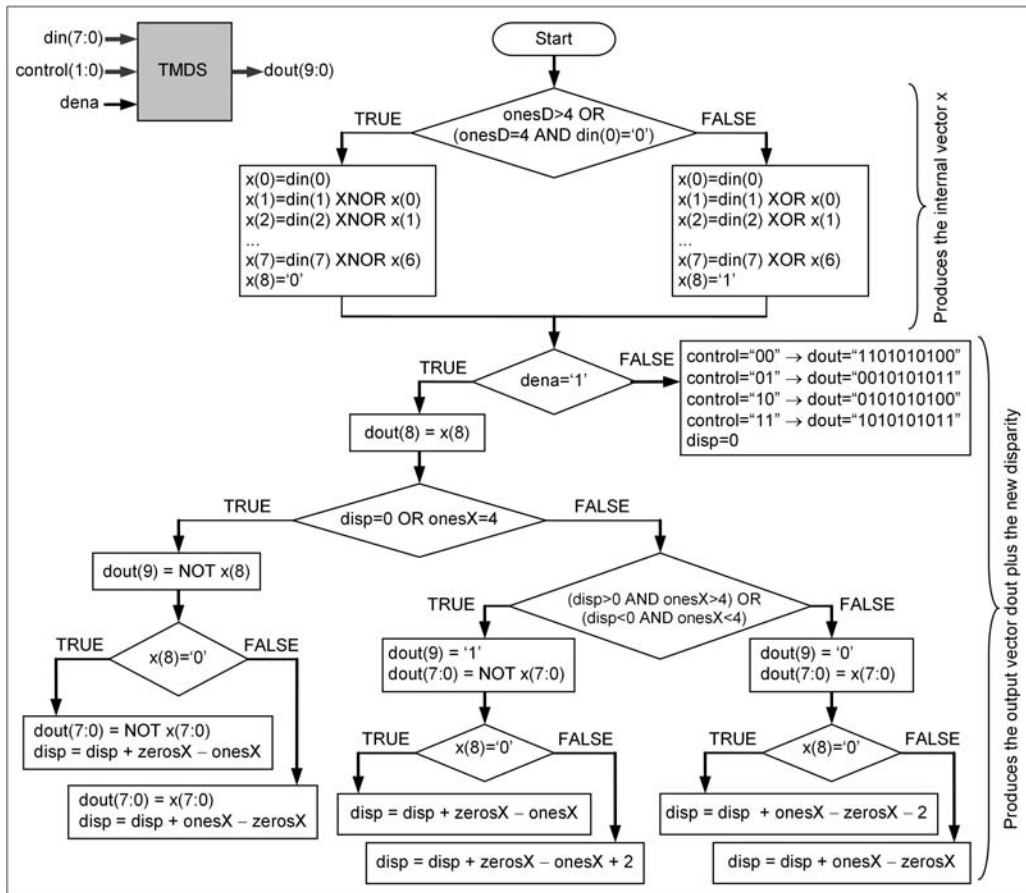 din(7:0)
control(1:0)
dena
TMDS
dout(9:0)
Start
onesD>4 OR
(onesD=4 AND din(0)=‘0’)
TRUE
FALSE
x(0)=din(0)
x(1)=din(1) XNOR x(0)
x(2)=din(2) XNOR x(1)
...
x(7)=din(7) XNOR x(6)
x(8)=‘0’
x(0)=din(0)
x(1)=din(1) XOR x(0)
x(2)=din(2) XOR x(1)
...
x(7)=din(7) XOR x(6)
x(8)=‘1’
Produces the internal vector x
dena=‘1’
TRUE
FALSE
control=“00” → dout=“1101010100”
control=“01” → dout=“0010101011”
control=“10” → dout=“0101010100”
control=“11” → dout=“1010101011”
disp=0
dout(8) = x(8)
disp=0 OR onesX=4
TRUE
FALSE
dout(9) = NOT x(8)
x(8)=‘0’
TRUE
FALSE
dout(7:0) = NOT x(7:0)
disp = disp + zerosX – onesX
dout(7:0) = x(7:0)
disp = disp + onesX – zerosX
(disp>0 AND onesX>4) OR
(disp<0 AND onesX<4)
TRUE
FALSE
dout(9) = ‘1’
dout(7:0) = NOT x(7:0)
x(8)=‘0’
TRUE
FALSE
disp = disp + zerosX – onesX
disp = disp + zerosX – onesX + 2
dout(9) = ‘0’
dout(7:0) = x(7:0)
x(8)=‘0’
TRUE
FALSE
disp = disp + onesX – zerosX – 2
disp = disp + onesX – zerosX
Produces the output vector dout plus the new disparity